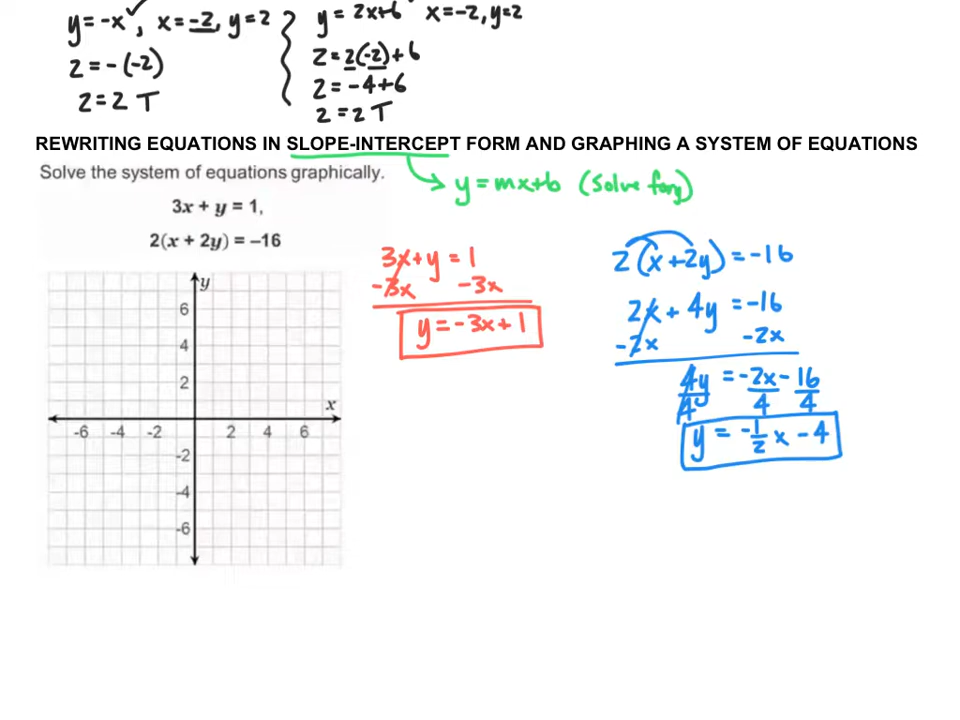 y = -x ✓, x = -2, y = 2
2 = -(-2)
2 = 2 T
y = 2x+6 x = -2, y = 2
2 = 2(-2)+6
2 = -4+6
2 = 2 T
REWRITING EQUATIONS IN SLOPE-INTERCEPT FORM AND GRAPHING A SYSTEM OF EQUATIONS
Solve the system of equations graphically.
y = mx+b (Solve for y)
3x + y = 1,
2(x + 2y) = –16
3x + y = 1
-3x -3x
y = -3x + 1
2(x+2y) = -16
2x + 4y = -16
-2x -2x
4y/4 = -2x/4 - 16/4
y = -1/2 x - 4
y
6
4
2
x
-6 -4 -2 2 4 6
-2
-4
-6